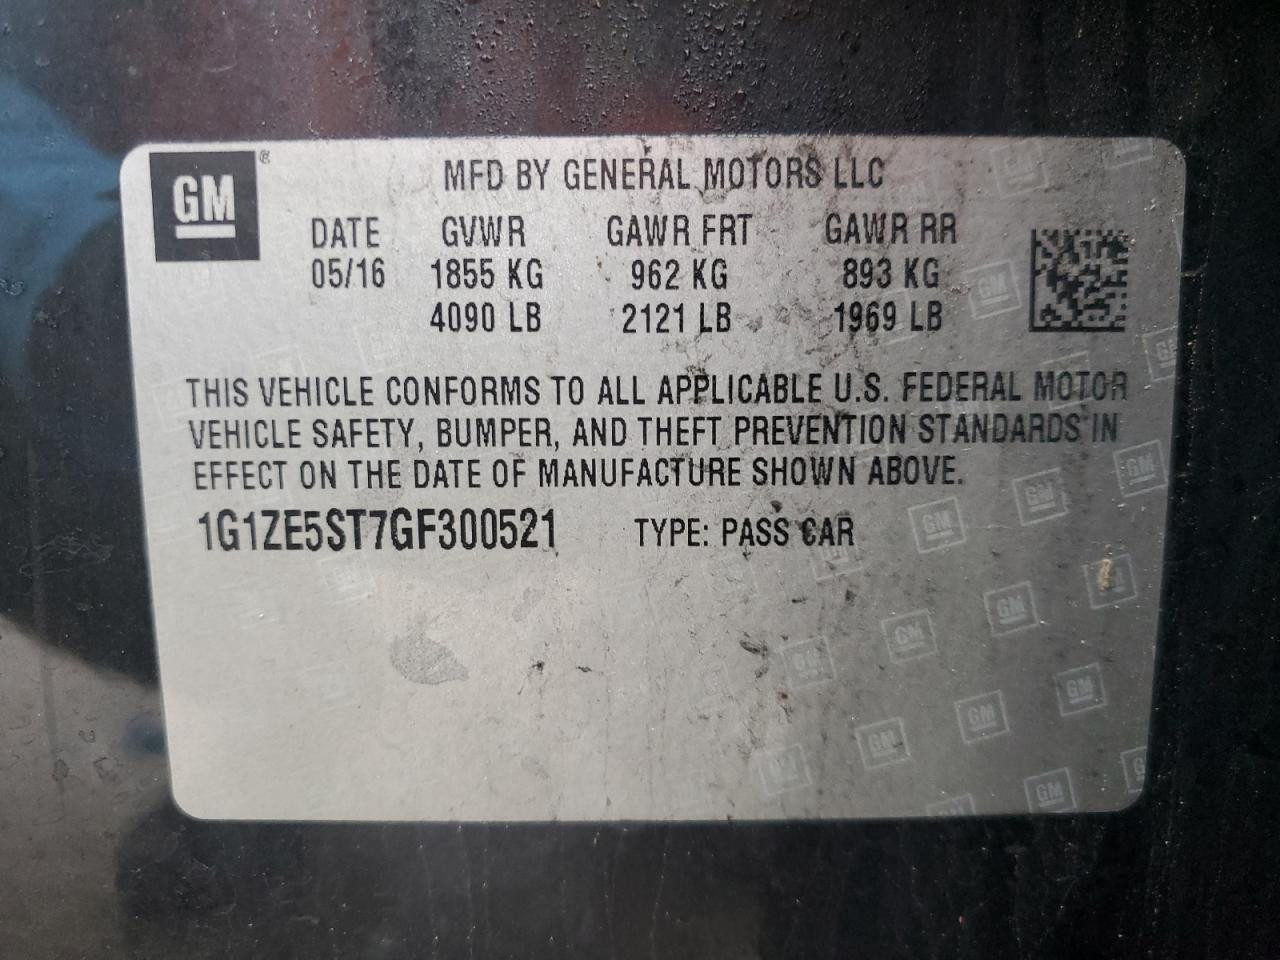 GM ®
MFD BY GENERAL MOTORS LLC
DATE GVWR GAWR FRT GAWR RR
05/16 1855 KG 962 KG 893 KG
4090 LB 2121 LB 1969 LB
THIS VEHICLE CONFORMS TO ALL APPLICABLE U.S. FEDERAL MOTOR
VEHICLE SAFETY, BUMPER, AND THEFT PREVENTION STANDARDS IN
EFFECT ON THE DATE OF MANUFACTURE SHOWN ABOVE.
1G1ZE5ST7GF300521 TYPE: PASS CAR